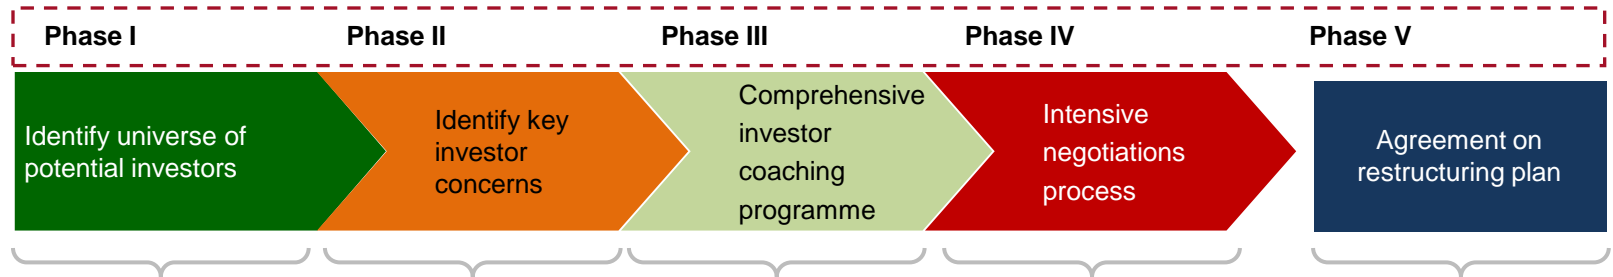 Phase I
Phase II
Phase III
Phase IV
Phase V
Identify universe of
potential investors
Identify key
investor
concerns
Comprehensive
investor
coaching
programme
Intensive
negotiations
process
Agreement on
restructuring plan